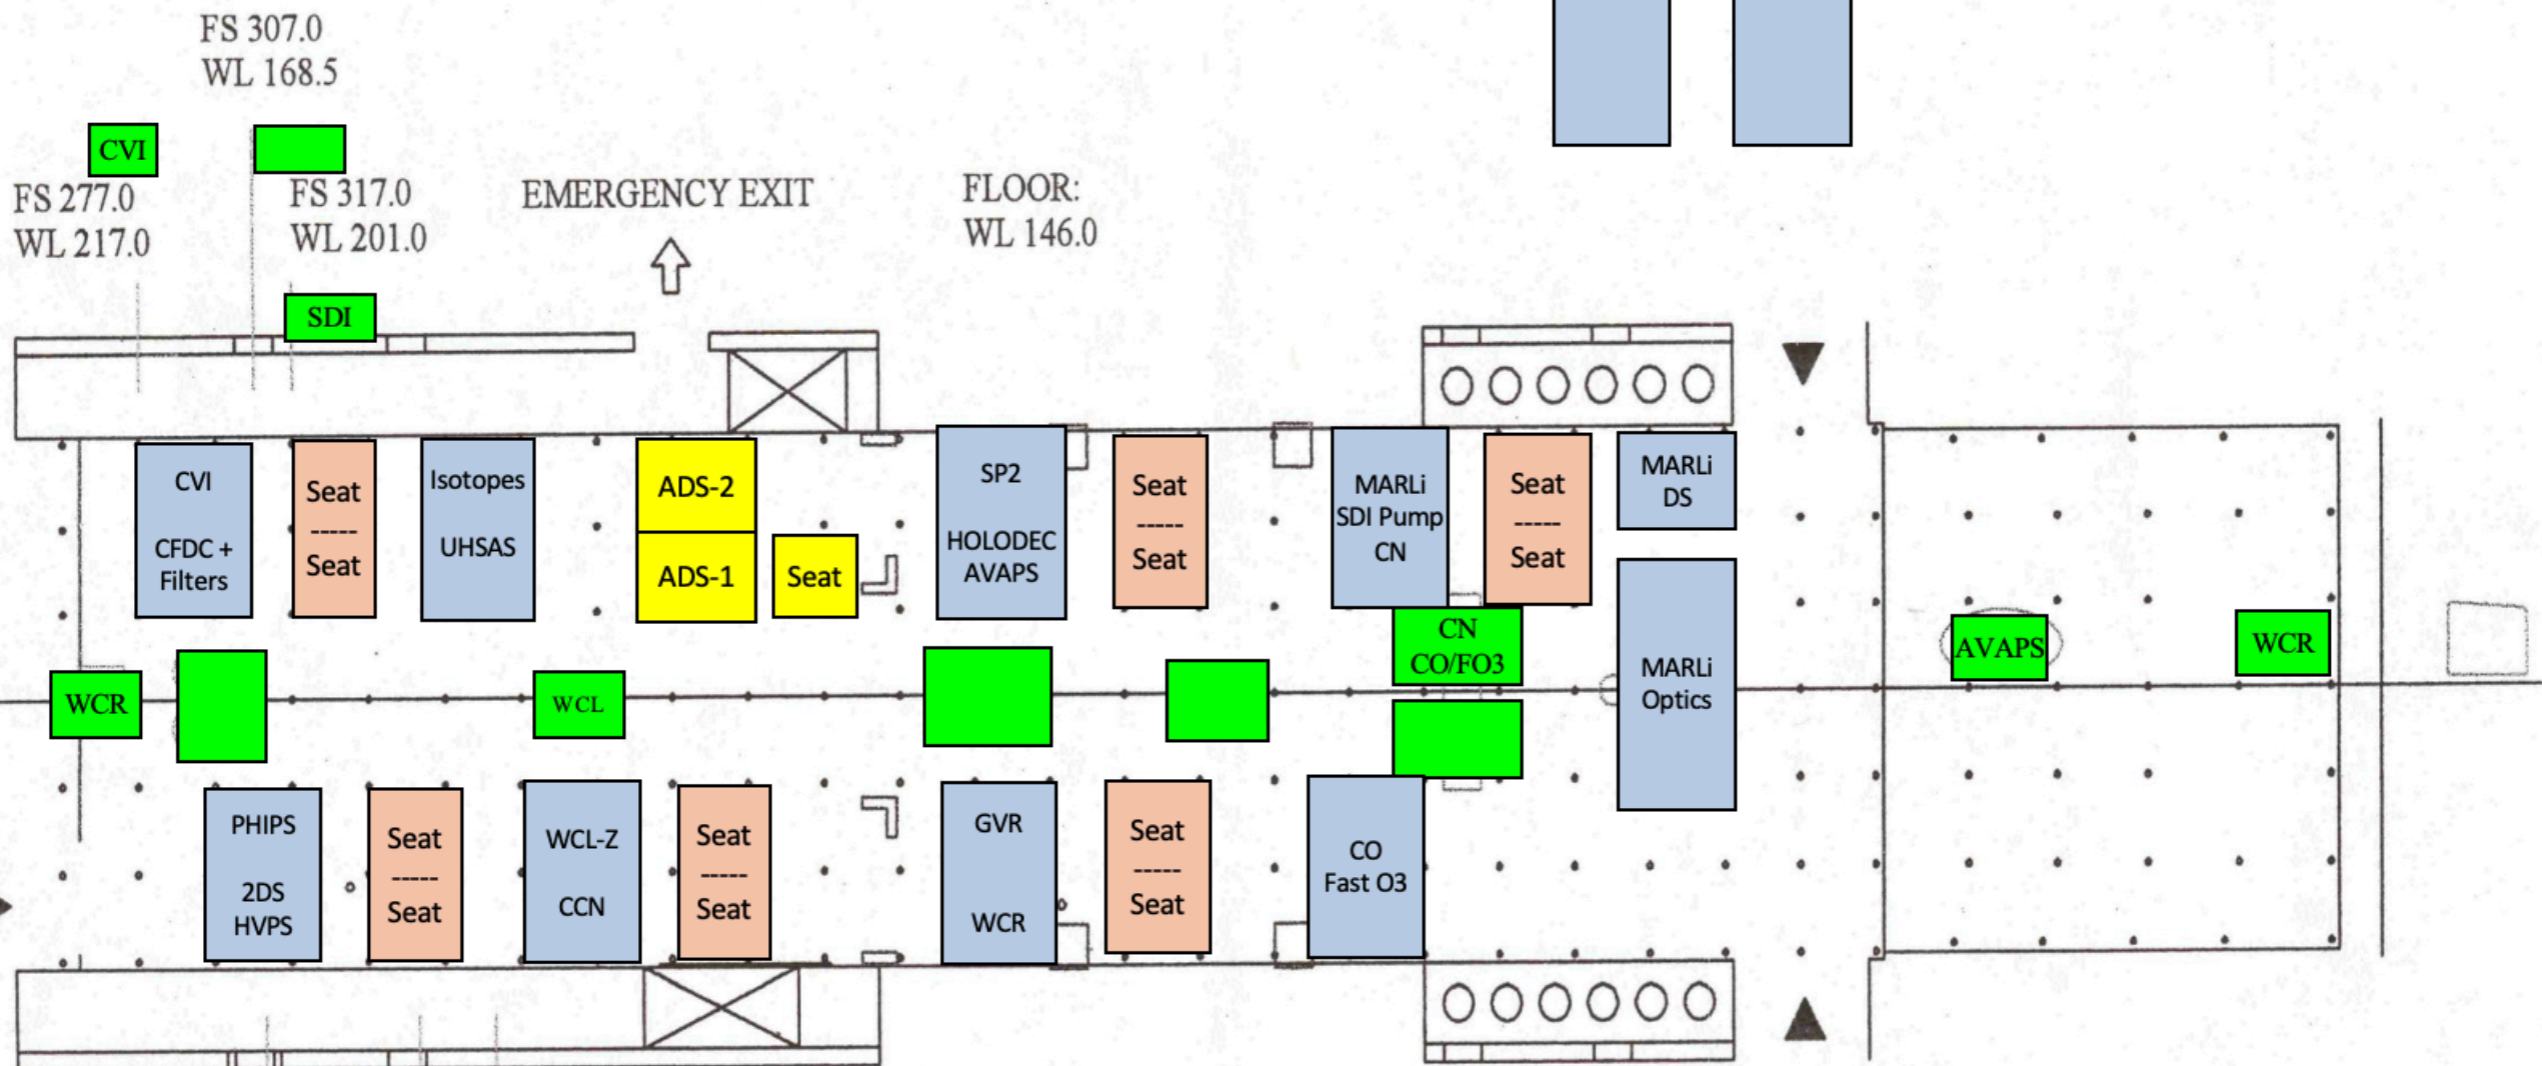 FS 307.0
WL 168.5
CVI
FS 277.0
WL 217.0
FS 317.0
WL 201.0
EMERGENCY EXIT
FLOOR:
WL 146.0
SDI
CVI
CFDC +
Filters
Seat
-----
Seat
Isotopes
UHSAS
ADS-2
ADS-1
Seat
SP2
HOLODEC
AVAPS
Seat
-----
Seat
MARLi
SDI Pump
CN
Seat
-----
Seat
MARLi
DS
WCR
WCL
CN
CO/FO3
MARLi
Optics
AVAPS
WCR
PHIPS
2DS
HVPS
Seat
-----
Seat
WCL-Z
CCN
Seat
-----
Seat
GVR
WCR
Seat
-----
Seat
CO
Fast O3